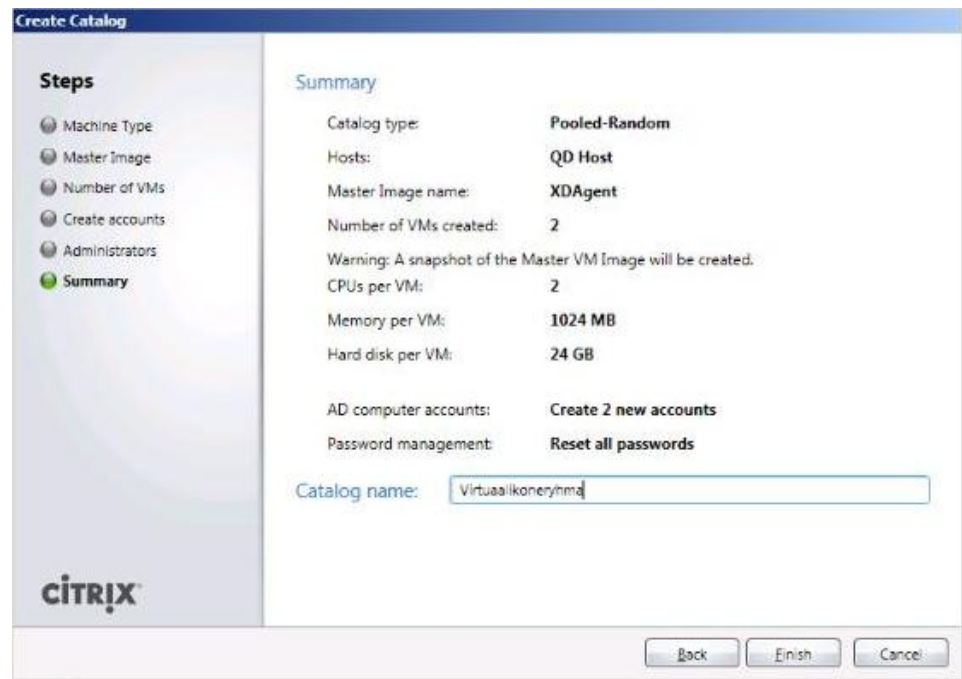 Create Catalog
Steps
Machine Type
Master Image
Number of VMs
Create accounts
Administrators
Summary
CİTRIX
Summary
Catalog type: Pooled-Random
Hosts: QD Host
Master Image name: XDAgent
Number of VMs created: 2
Warning: A snapshot of the Master VM Image will be created.
CPUs per VM: 2
Memory per VM: 1024 MB
Hard disk per VM: 24 GB
AD computer accounts: Create 2 new accounts
Password management: Reset all passwords
Catalog name: Virtuaalikoneryhma
Back Finish Cancel